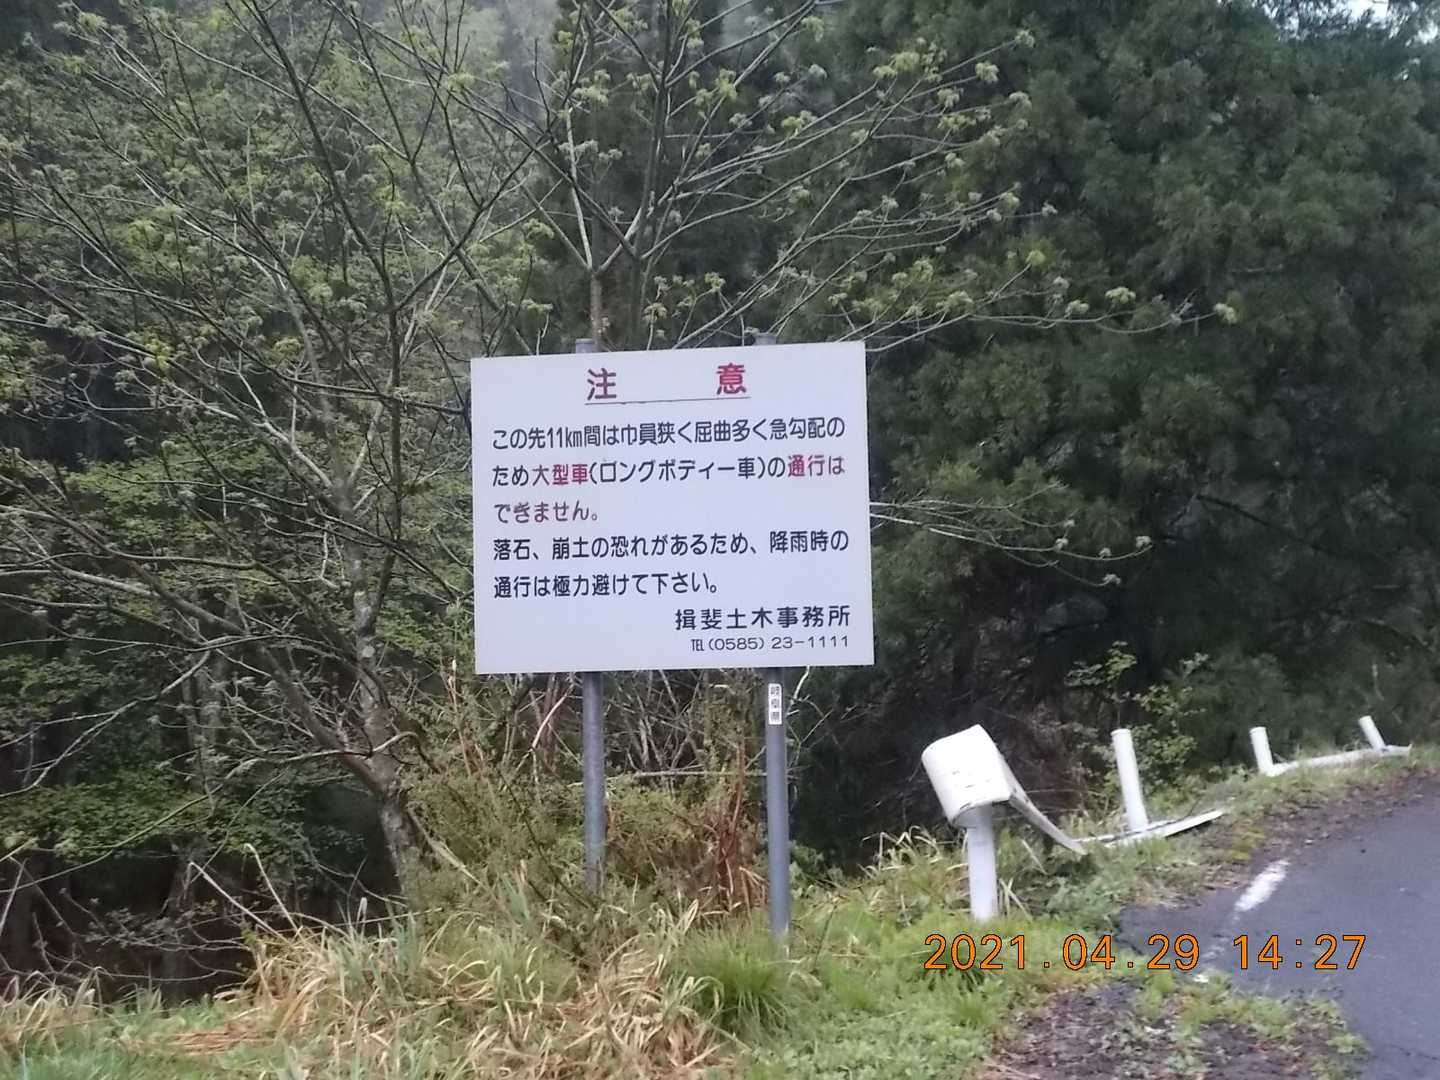 注　意
この先11km間は巾員狭く屈曲多く急勾配の
ため大型車(ロングボディー車)の通行は
できません。
落石、崩土の恐れがあるため、降雨時の
通行は極力避けて下さい。
揖斐土木事務所
TEL(0585)23-1111
岐阜県
2021.04.29 14:27